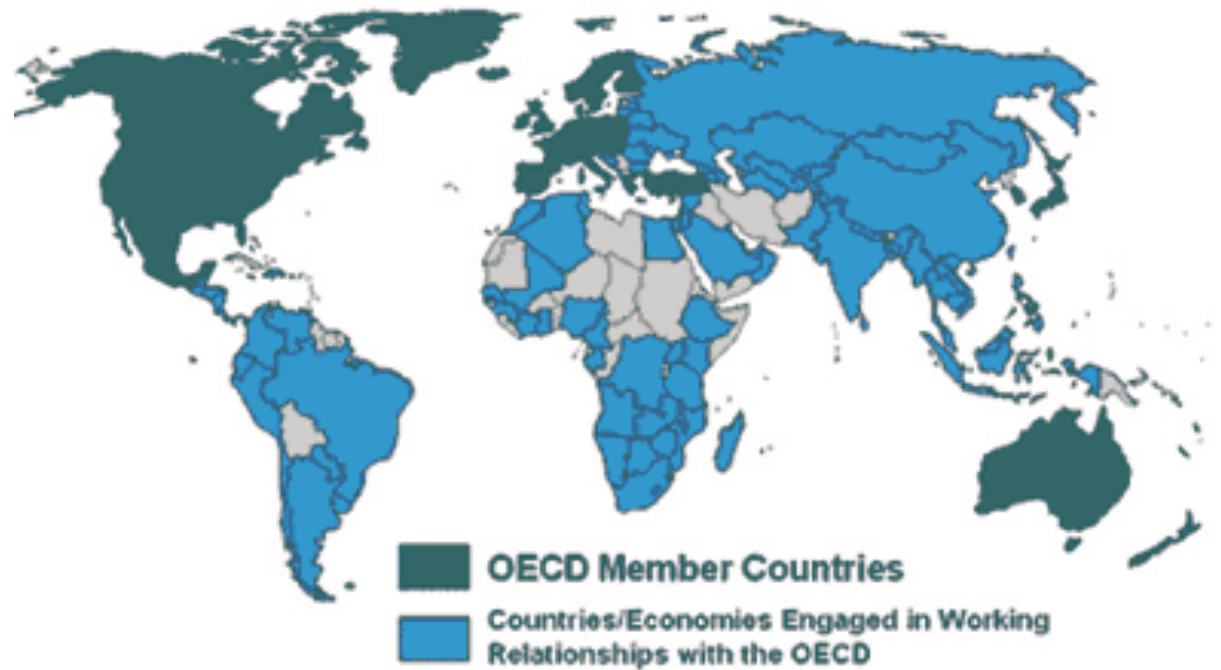 OECD Member Countries
Countries/Economies Engaged in Working
Relationships with the OECD